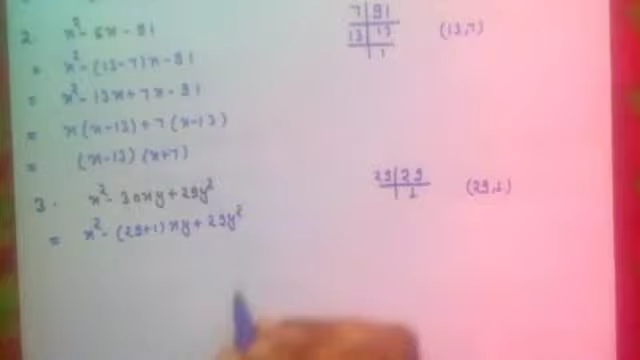 2. x² - 6x - 91
= x² - (13-7)x - 91
= x² - 13x + 7x - 91
= x(x-13) + 7(x-13)
= (x-13)(x+7)
7 | 91
13 | 13
1
(13,7)
3. x² - 30xy + 29y²
= x² - (29+1)xy + 29y²
29 | 29
1
(29,1)